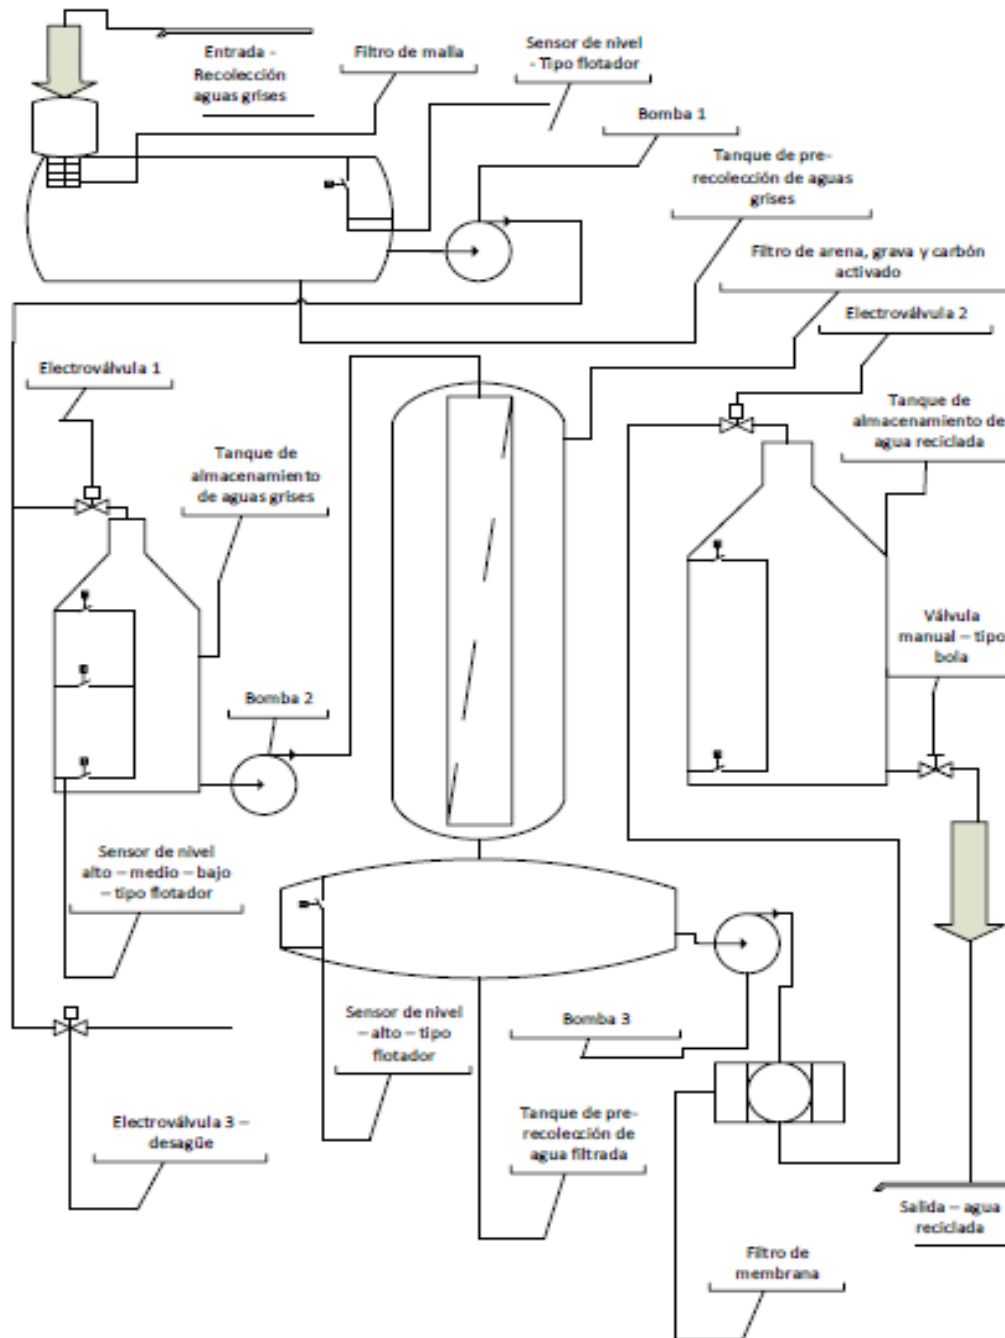 Entrada -
Recolección
aguas grises
Filtro de malla
Sensor de nivel
- Tipo flotador
Bomba 1
Tanque de pre-
recolección de aguas
grises
Filtro de arena, grava y carbón
activado
Electroválvula 2
Electroválvula 1
Tanque de
almacenamiento de
agua reciclada
Tanque de
almacenamiento
de aguas grises
Válvula
manual – tipo
bola
Bomba 2
Sensor de nivel
alto – medio – bajo
– tipo flotador
Sensor de nivel
– alto – tipo
flotador
Bomba 3
Electroválvula 3 –
desagüe
Tanque de pre-
recolección de
agua filtrada
Salida – agua
reciclada
Filtro de
membrana